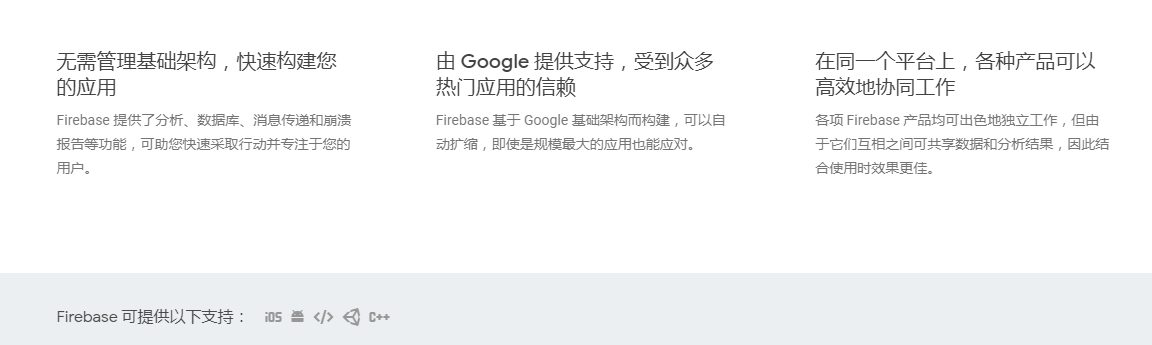 无需管理基础架构，快速构建您
的应用
Firebase 提供了分析、数据库、消息传递和崩溃
报告等功能，可助您快速采取行动并专注于您的
用户。
由 Google 提供支持，受到众多
热门应用的信赖
Firebase 基于 Google 基础架构而构建，可以自
动扩缩，即使是规模最大的应用也能应对。
在同一个平台上，各种产品可以
高效地协同工作
各项 Firebase 产品均可出色地独立工作，但由
于它们互相之间可共享数据和分析结果，因此结
合使用时效果更佳。
Firebase 可提供以下支持： iOS </> C++